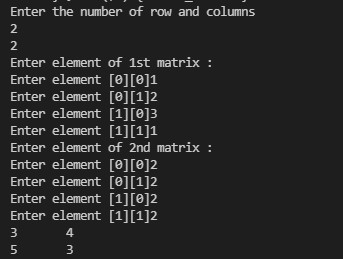 Enter the number of row and columns
2
2
Enter element of 1st matrix :
Enter element [0][0]1
Enter element [0][1]2
Enter element [1][0]3
Enter element [1][1]1
Enter element of 2nd matrix :
Enter element [0][0]2
Enter element [0][1]2
Enter element [1][0]2
Enter element [1][1]2
3 4
5 3